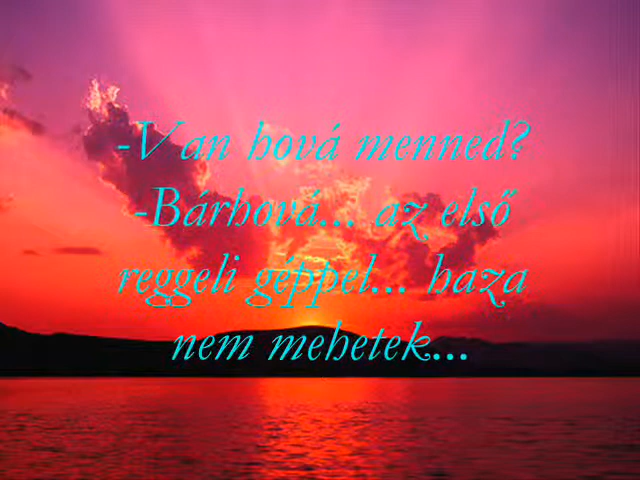 -Van hová menned?
-Bárhová... az első
reggeli géppel... haza
nem mehetek...